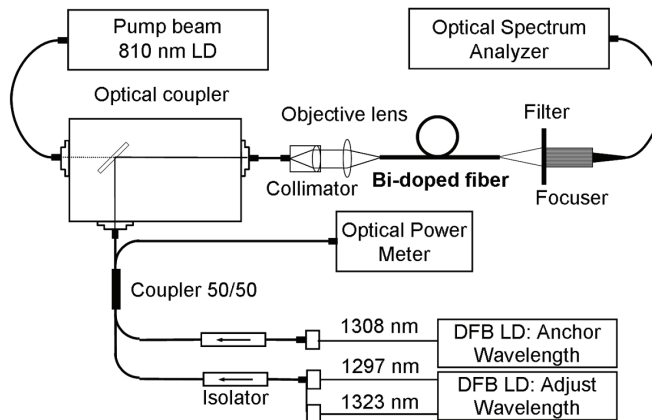 Pump beam
810 nm LD
Optical Spectrum
Analyzer
Optical coupler
Objective lens
Filter
Collimator
Bi-doped fiber
Focuser
Optical Power
Meter
Coupler 50/50
1308 nm
DFB LD: Anchor
Wavelength
1297 nm
DFB LD: Adjust
Wavelength
Isolator
1323 nm